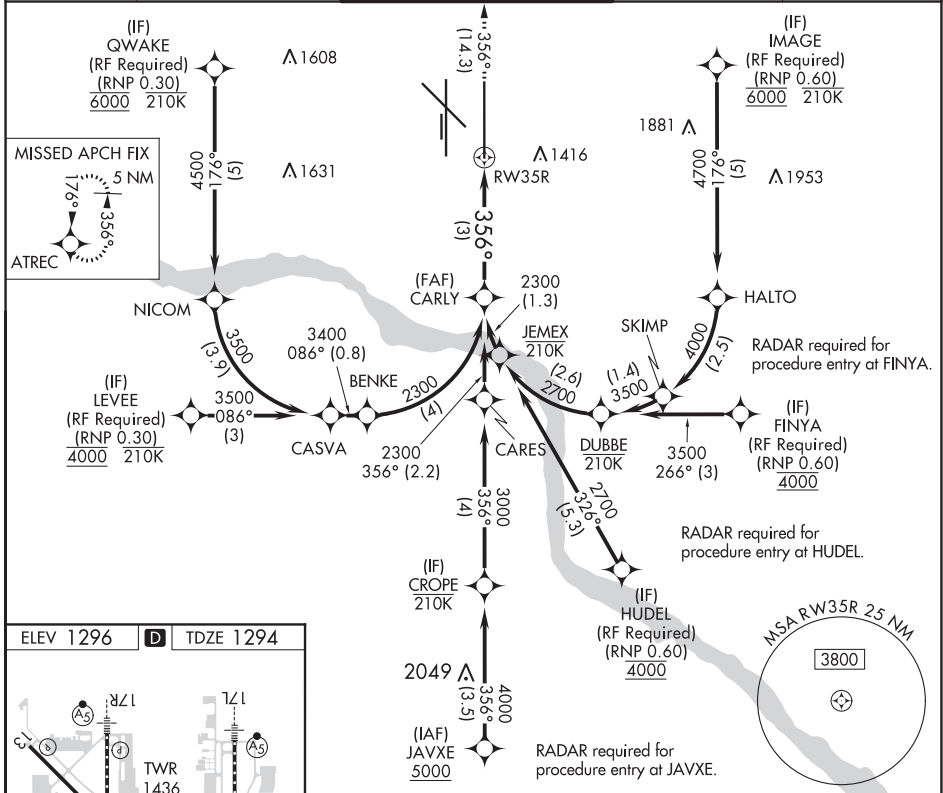 (IF)
QWAKE
(RF Required)
(RNP 0.30)
6000 210K
1608
356°
(14.3)
(IF)
IMAGE
(RF Required)
(RNP 0.60)
6000 210K
1881
MISSED APCH FIX
5 NM
176°
356°
ATREC
4500
176°
(5)
1631
1416
RW35R
4700
176°
(5)
1953
356°
(3)
NICOM
(FAF)
CARLY
2300
(1.3)
HALTO
3500
(3.9)
3400
086° (0.8)
JEMEX
210K
SKIMP
4000
(2.5)
RADAR required for
procedure entry at FINYA.
(IF)
LEVEE
(RF Required)
(RNP 0.30)
4000 210K
3500
086°
(3)
BENKE
CASVA
2300
(4)
2300
356° (2.2)
CARES
(2.6)
2700
(1.4)
3500
DUBBE
210K
3500
266° (3)
(IF)
FINYA
(RF Required)
(RNP 0.60)
4000
3000
356°
(4)
2700
326°
(5.3)
RADAR required for
procedure entry at HUDEL.
(IF)
CROPE
210K
(IF)
HUDEL
(RF Required)
(RNP 0.60)
4000
MSA RW35R 25 NM
3800
ELEV 1296 D TDZE 1294
2049
4000
356°
(3.5)
(IAF)
JAVXE
5000
RADAR required for
procedure entry at JAVXE.
A5
17R
17L
A5
13
P
P
TWR
1436